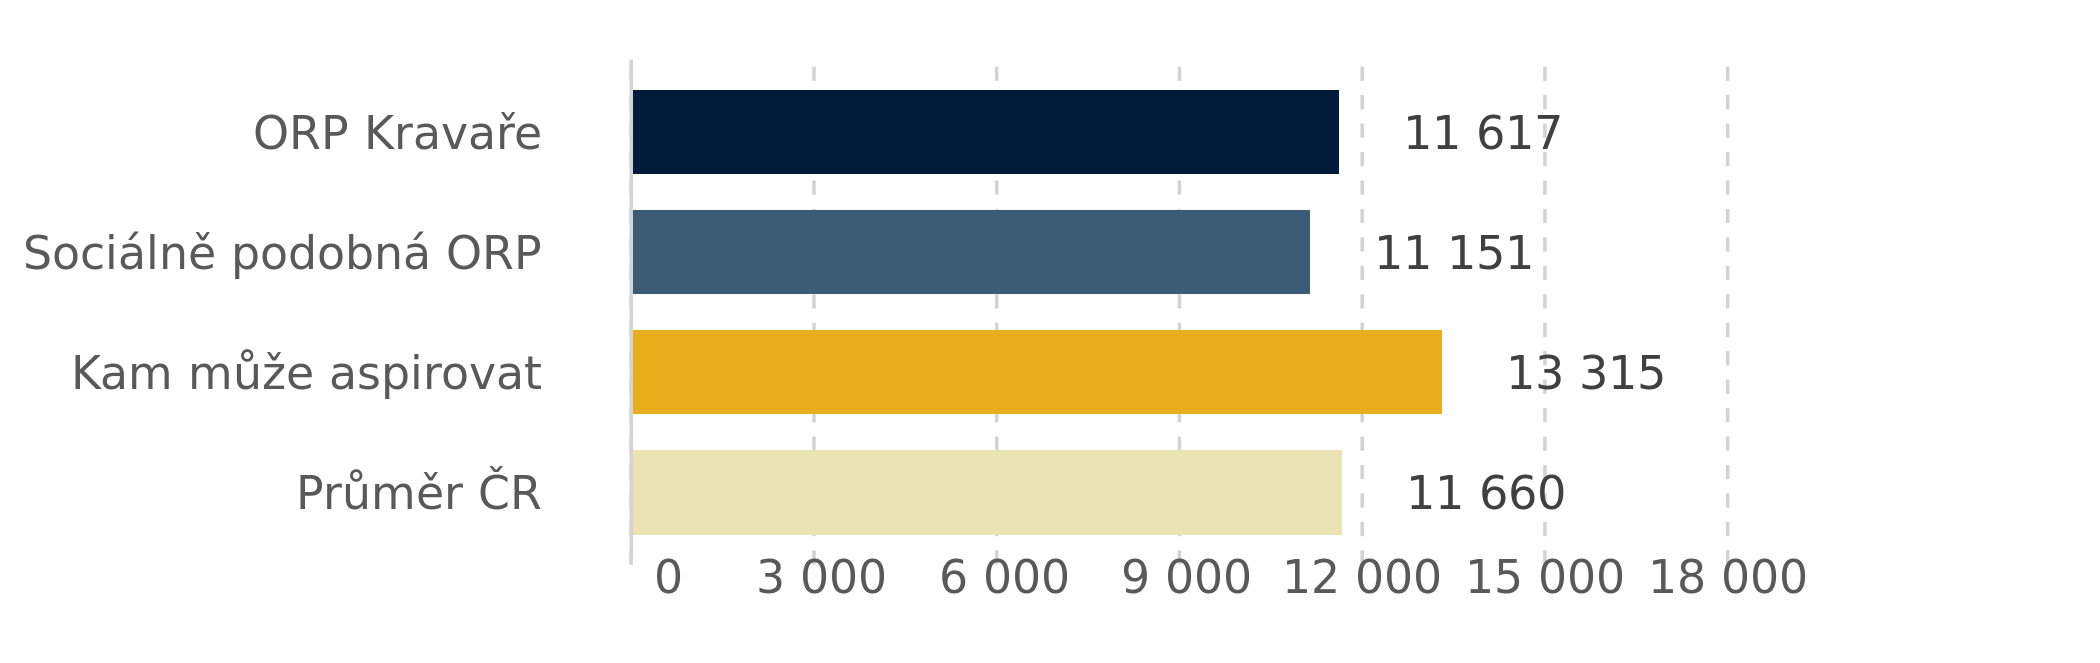 ORP Kravaře 11 617
Sociálně podobná ORP 11 151
Kam může aspirovat 13 315
Průměr ČR 11 660
0 3 000 6 000 9 000 12 000 15 000 18 000